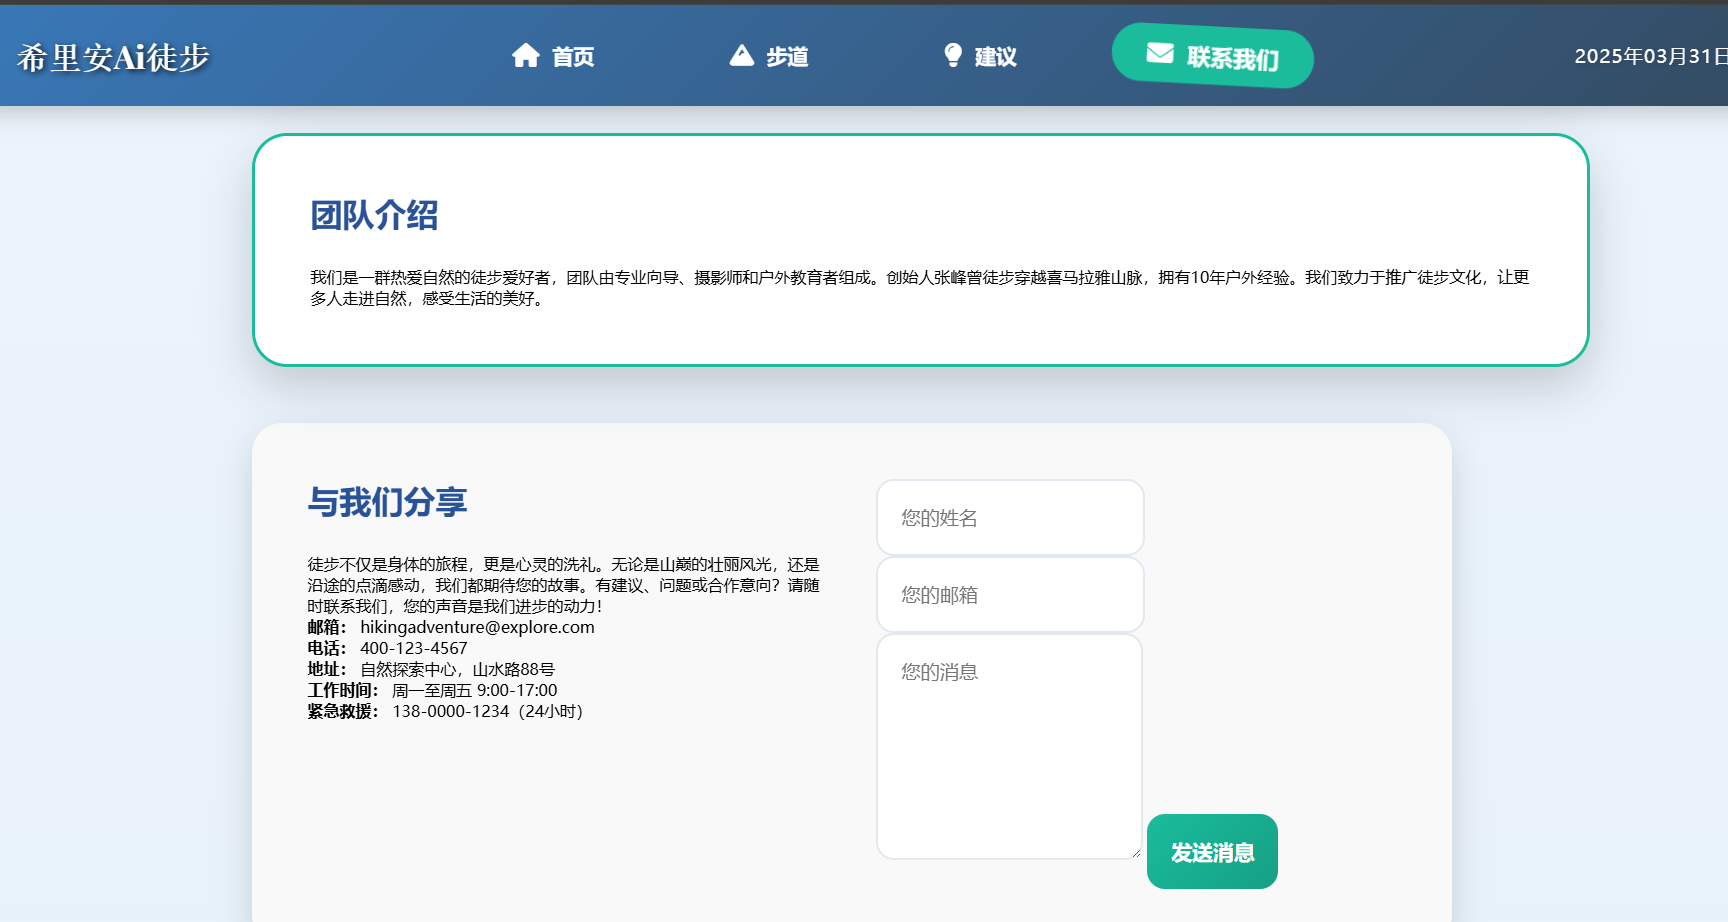 希里安Ai徒步
首页
步道
建议
联系我们
2025年03月31日
团队介绍
我们是一群热爱自然的徒步爱好者，团队由专业向导、摄影师和户外教育者组成。创始人张峰曾徒步穿越喜马拉雅山脉，拥有10年户外经验。我们致力于推广徒步文化，让更
多人走进自然，感受生活的美好。
与我们分享
徒步不仅是身体的旅程，更是心灵的洗礼。无论是山巅的壮丽风光，还是
沿途的点滴感动，我们都期待您的故事。有建议、问题或合作意向？请随
时联系我们，您的声音是我们进步的动力！
邮箱： hikingadventure@explore.com
电话： 400-123-4567
地址： 自然探索中心，山水路88号
工作时间： 周一至周五 9:00-17:00
紧急救援： 138-0000-1234（24小时）
您的姓名
您的邮箱
您的消息
发送消息